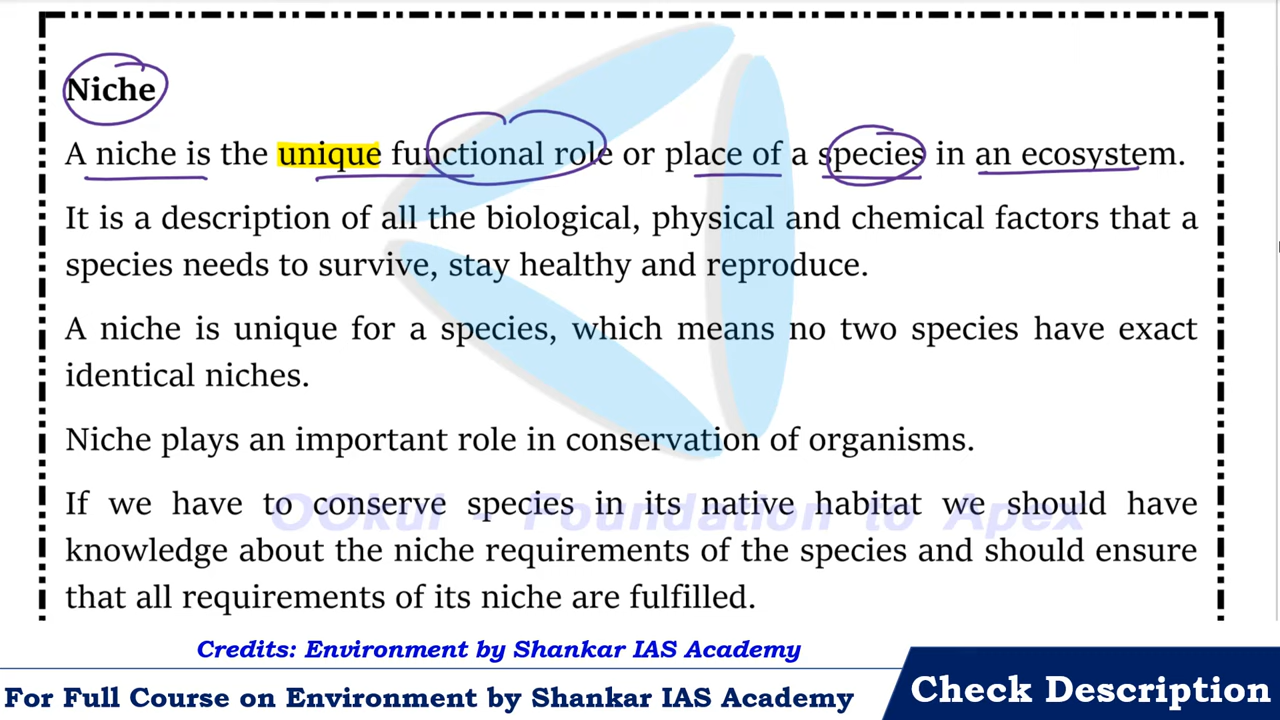 Niche
A niche is the unique functional role or place of a species in an ecosystem.
It is a description of all the biological, physical and chemical factors that a
species needs to survive, stay healthy and reproduce.
A niche is unique for a species, which means no two species have exact
identical niches.
Niche plays an important role in conservation of organisms.
If we have to conserve species in its native habitat we should have
OOkul - Foundation to Apex
knowledge about the niche requirements of the species and should ensure
that all requirements of its niche are fulfilled.
Credits: Environment by Shankar IAS Academy
For Full Course on Environment by Shankar IAS Academy
Check Description